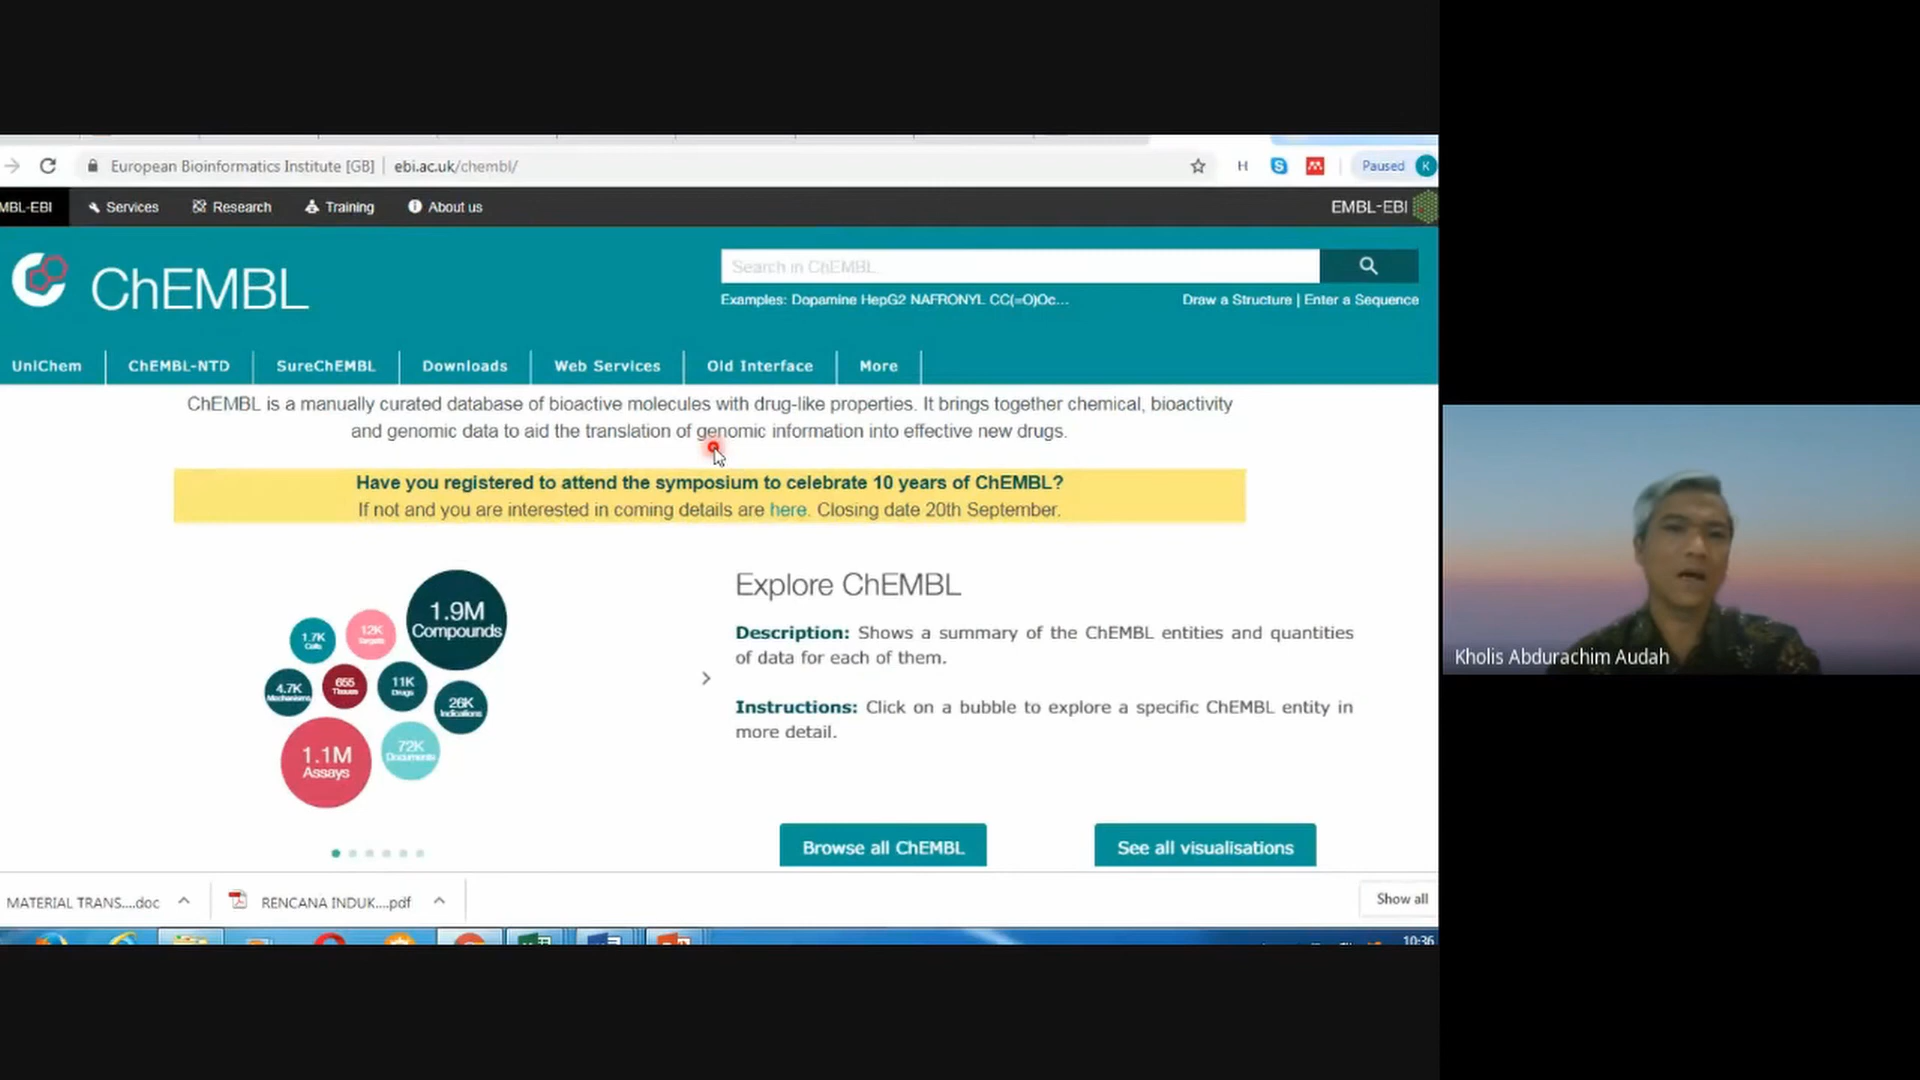 European Bioinformatics Institute [GB] | ebi.ac.uk/chembl/
H
Paused K
MBL-EBI Services Research Training About us EMBL-EBI
ChEMBL
Search in ChEMBL
Examples: Dopamine HepG2 NAFRONYL CC(=O)Oc... Draw a Structure | Enter a Sequence
UniChem ChEMBL-NTD SureChEMBL Downloads Web Services Old Interface More
ChEMBL is a manually curated database of bioactive molecules with drug-like properties. It brings together chemical, bioactivity
and genomic data to aid the translation of genomic information into effective new drugs.
Have you registered to attend the symposium to celebrate 10 years of ChEMBL?
If not and you are interested in coming details are here. Closing date 20th September.
1.9M
Compounds
1.7K
Cells
12K
Targets
4.7K
Mechanisms
655
Tissues
11K
Drugs
26K
Indications
1.1M
Assays
72K
Documents
Explore ChEMBL
Description: Shows a summary of the ChEMBL entities and quantities
of data for each of them.
Instructions: Click on a bubble to explore a specific ChEMBL entity in
more detail.
Browse all ChEMBL See all visualisations
MATERIAL TRANS....doc RENCANA INDUK....pdf Show all
10:36
Kholis Abdurachim Audah